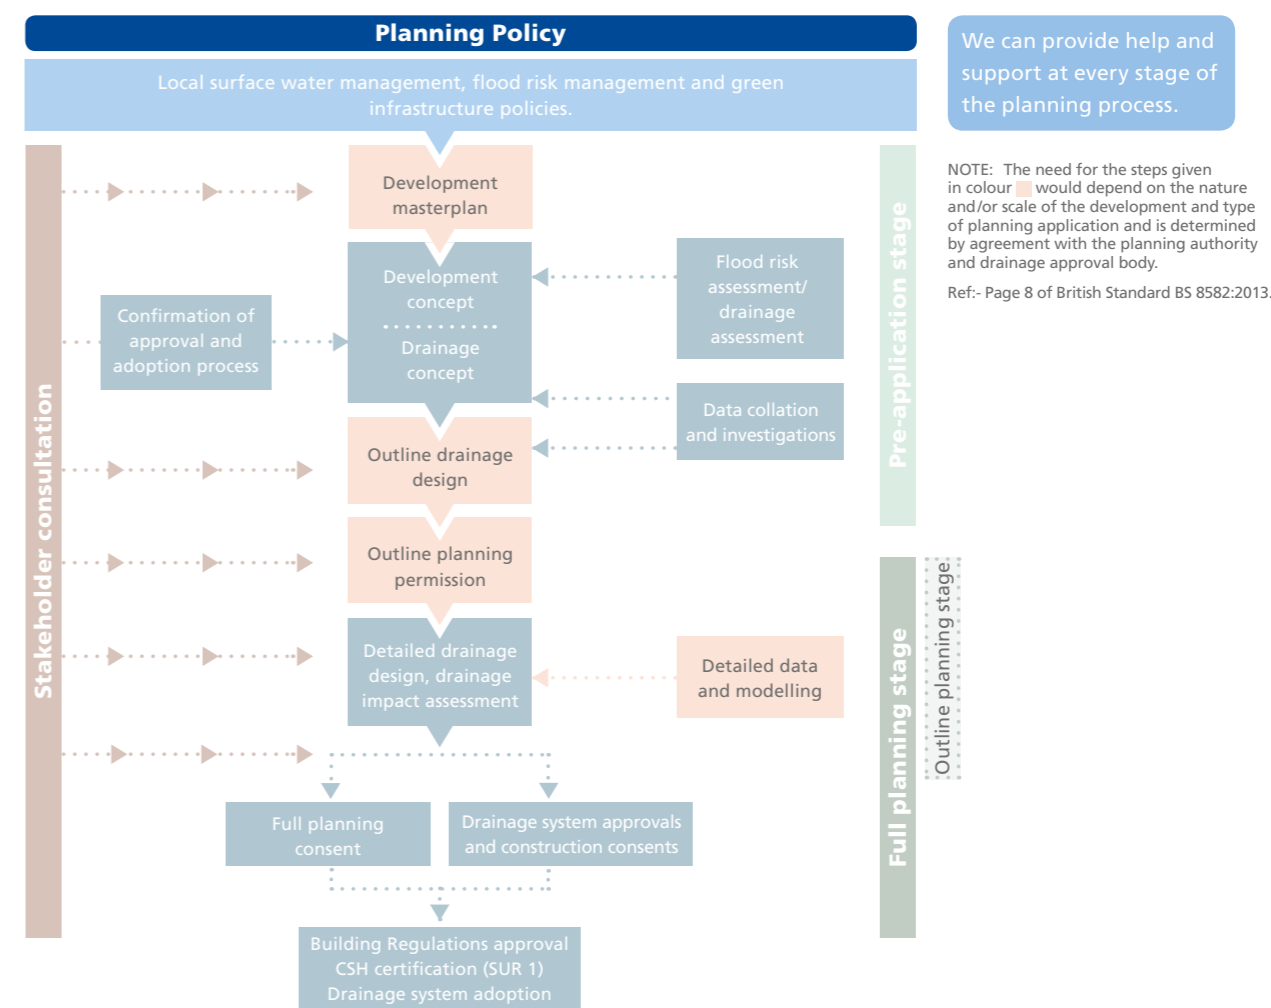 Planning Policy
Local surface water management, flood risk management and green
infrastructure policies.
We can provide help and
support at every stage of
the planning process.
NOTE: The need for the steps given
in colour would depend on the nature
and/or scale of the development and type
of planning application and is determined
by agreement with the planning authority
and drainage approval body.
Ref:- Page 8 of British Standard BS 8582:2013.
Stakeholder consultation
Development
masterplan
Development
concept
Drainage
concept
Confirmation of
approval and
adoption process
Flood risk
assessment/
drainage
assessment
Data collation
and investigations
Pre-application stage
Outline drainage
design
Outline planning
permission
Detailed drainage
design, drainage
impact assessment
Detailed data
and modelling
Full planning stage
Outline planning stage
Full planning
consent
Drainage system approvals
and construction consents
Building Regulations approval
CSH certification (SUR 1)
Drainage system adoption